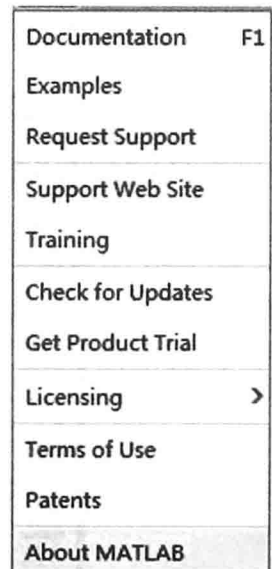 Documentation F1
Examples
Request Support
Support Web Site
Training
Check for Updates
Get Product Trial
Licensing >
Terms of Use
Patents
About MATLAB